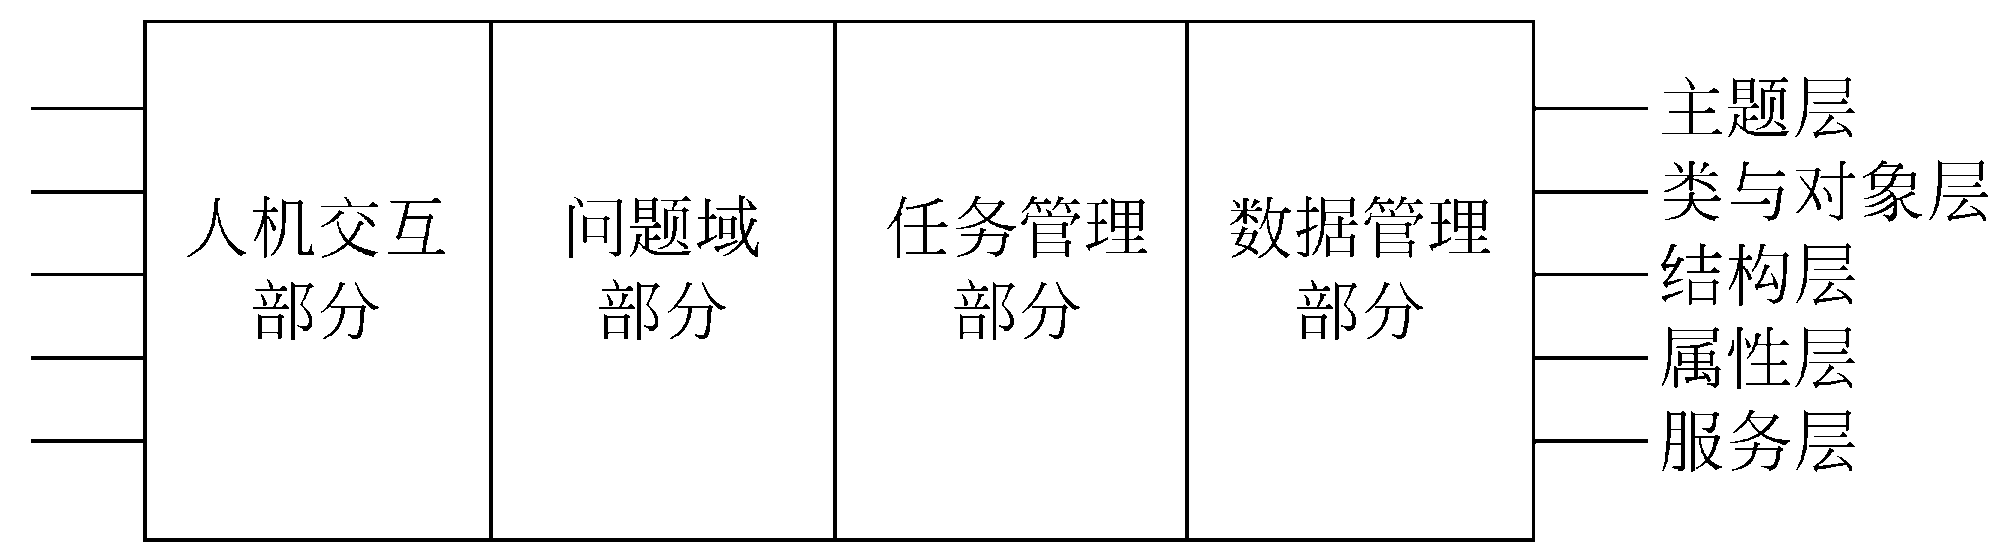 人机交互
部分
问题域
部分
任务管理
部分
数据管理
部分
主题层
类与对象层
结构层
属性层
服务层